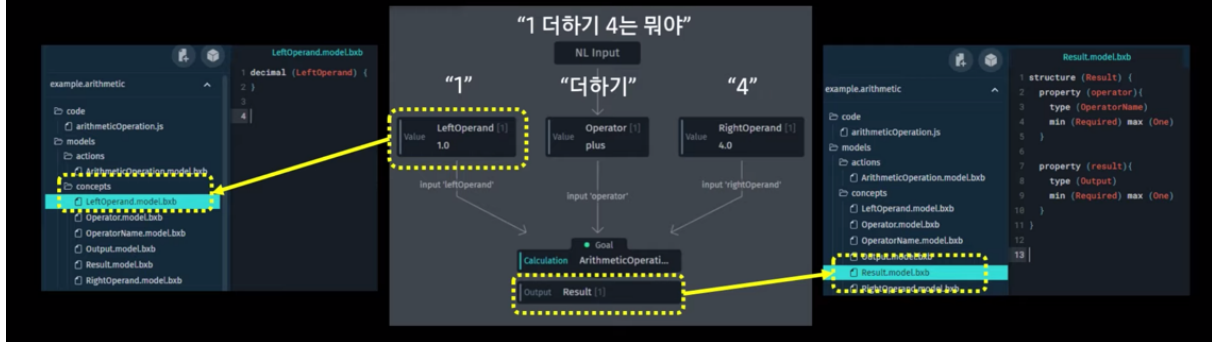 LeftOperand.model.bxb
example.arithmetic
code
arithmeticOperation.js
models
actions
ArithmeticOperation.model.bxb
concepts
LeftOperand.model.bxb
Operator.model.bxb
OperatorName.model.bxb
Output.model.bxb
Result.model.bxb
RightOperand.model.bxb
1 decimal (LeftOperand) {
2 }
3
4
“1 더하기 4는 뭐야”
NL Input
“1” “더하기” “4”
Value LeftOperand [1] 1.0
Value Operator [1] plus
Value RightOperand [1] 4.0
input 'leftOperand'
input 'operator'
input 'rightOperand'
Goal
Calculation ArithmeticOperati...
Output Result [1]
Result.model.bxb
example.arithmetic
code
arithmeticOperation.js
models
actions
ArithmeticOperation.model.bxb
concepts
LeftOperand.model.bxb
Operator.model.bxb
OperatorName.model.bxb
Output.model.bxb
Result.model.bxb
RightOperand.model.bxb
1 structure (Result) {
2 property (operator){
3 type (OperatorName)
4 min (Required) max (One)
5 }
6
7 property (result){
8 type (Output)
9 min (Required) max (One)
10 }
11 }
12
13